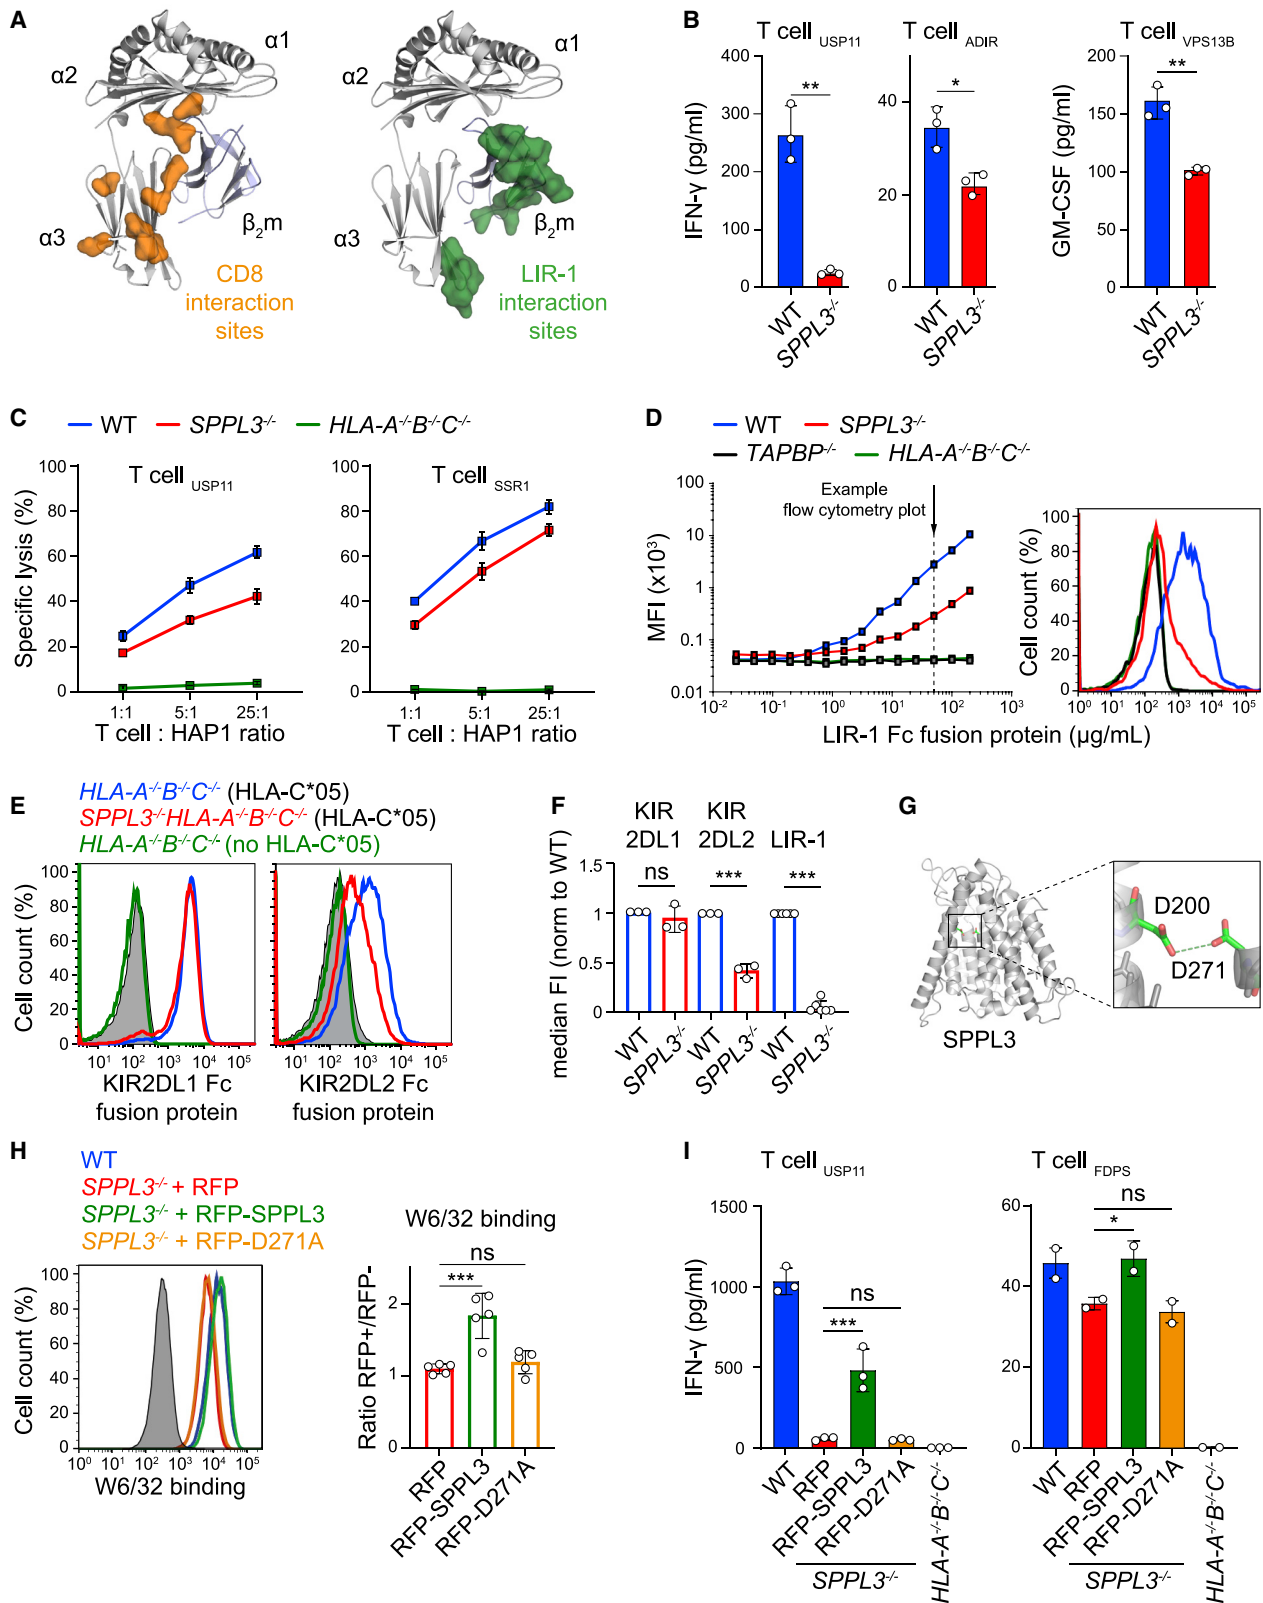 A
α1
α2
α3
β2m
CD8
interaction
sites
α1
α2
α3
β2m
LIR-1
interaction
sites
B
T cell USP11
IFN-γ (pg/ml)
400
300
200
100
0
**
WT
SPPL3-/-
T cell ADIR
40
20
0
*
WT
SPPL3-/-
T cell VPS13B
GM-CSF (pg/ml)
200
150
100
50
0
**
WT
SPPL3-/-
C
WT SPPL3-/- HLA-A-/-B-/-C-/-
T cell USP11
Specific lysis (%)
100
80
60
40
20
0
1:1 5:1 25:1
T cell : HAP1 ratio
T cell SSR1
100
80
60
40
20
0
1:1 5:1 25:1
T cell : HAP1 ratio
D
WT SPPL3-/-
TAPBP-/- HLA-A-/-B-/-C-/-
MFI (x10³)
100
10
1
0.1
0.01
Example
flow cytometry plot
10⁻² 10⁻¹ 10⁰ 10¹ 10² 10³
Cell count (%)
100
80
60
40
20
0
10⁰ 10¹ 10² 10³ 10⁴ 10⁵
LIR-1 Fc fusion protein (µg/mL)
E
HLA-A-/-B-/-C-/- (HLA-C*05)
SPPL3-/-HLA-A-/-B-/-C-/- (HLA-C*05)
HLA-A-/-B-/-C-/- (no HLA-C*05)
Cell count (%)
100
80
60
40
20
0
10¹ 10² 10³ 10⁴ 10⁵
KIR2DL1 Fc
fusion protein
100
80
60
40
20
0
10¹ 10² 10³ 10⁴ 10⁵
KIR2DL2 Fc
fusion protein
F
KIR KIR
2DL1 2DL2 LIR-1
median FI (norm to WT)
1.5
1
0.5
0
ns *** ***
WT
SPPL3-/-
WT
SPPL3-/-
WT
SPPL3-/-
G
SPPL3
D200
D271
H
WT
SPPL3-/- + RFP
SPPL3-/- + RFP-SPPL3
SPPL3-/- + RFP-D271A
Cell count (%)
100
80
60
40
20
0
10⁰ 10¹ 10² 10³ 10⁴ 10⁵
W6/32 binding
W6/32 binding
Ratio RFP+/RFP-
2
1
0
ns
***
RFP
RFP-SPPL3
RFP-D271A
I
T cell USP11
IFN-γ (pg/ml)
1500
1000
500
0
ns
***
WT
RFP
RFP-SPPL3
RFP-D271A
HLA-A-/-B-/-C-/-
SPPL3-/-
T cell FDPS
60
40
20
0
ns
*
WT
RFP
RFP-SPPL3
RFP-D271A
HLA-A-/-B-/-C-/-
SPPL3-/-